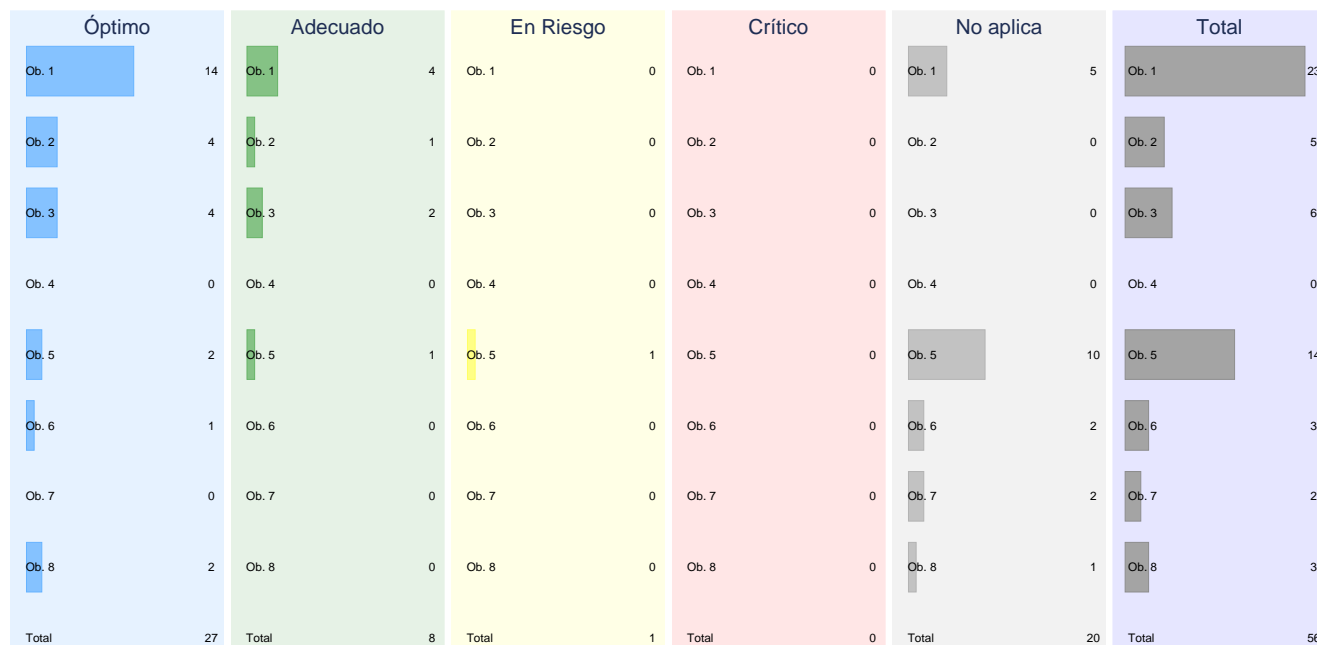 Óptimo Adecuado En Riesgo Crítico No aplica Total
Ob. 1 14 Ob. 1 4 Ob. 1 0 Ob. 1 0 Ob. 1 5 Ob. 1 23
Ob. 2 4 Ob. 2 1 Ob. 2 0 Ob. 2 0 Ob. 2 0 Ob. 2 5
Ob. 3 4 Ob. 3 2 Ob. 3 0 Ob. 3 0 Ob. 3 0 Ob. 3 6
Ob. 4 0 Ob. 4 0 Ob. 4 0 Ob. 4 0 Ob. 4 0 Ob. 4 0
Ob. 5 2 Ob. 5 1 Ob. 5 1 Ob. 5 0 Ob. 5 10 Ob. 5 14
Ob. 6 1 Ob. 6 0 Ob. 6 0 Ob. 6 0 Ob. 6 2 Ob. 6 3
Ob. 7 0 Ob. 7 0 Ob. 7 0 Ob. 7 0 Ob. 7 2 Ob. 7 2
Ob. 8 2 Ob. 8 0 Ob. 8 0 Ob. 8 0 Ob. 8 1 Ob. 8 3
Total 27 Total 8 Total 1 Total 0 Total 20 Total 56